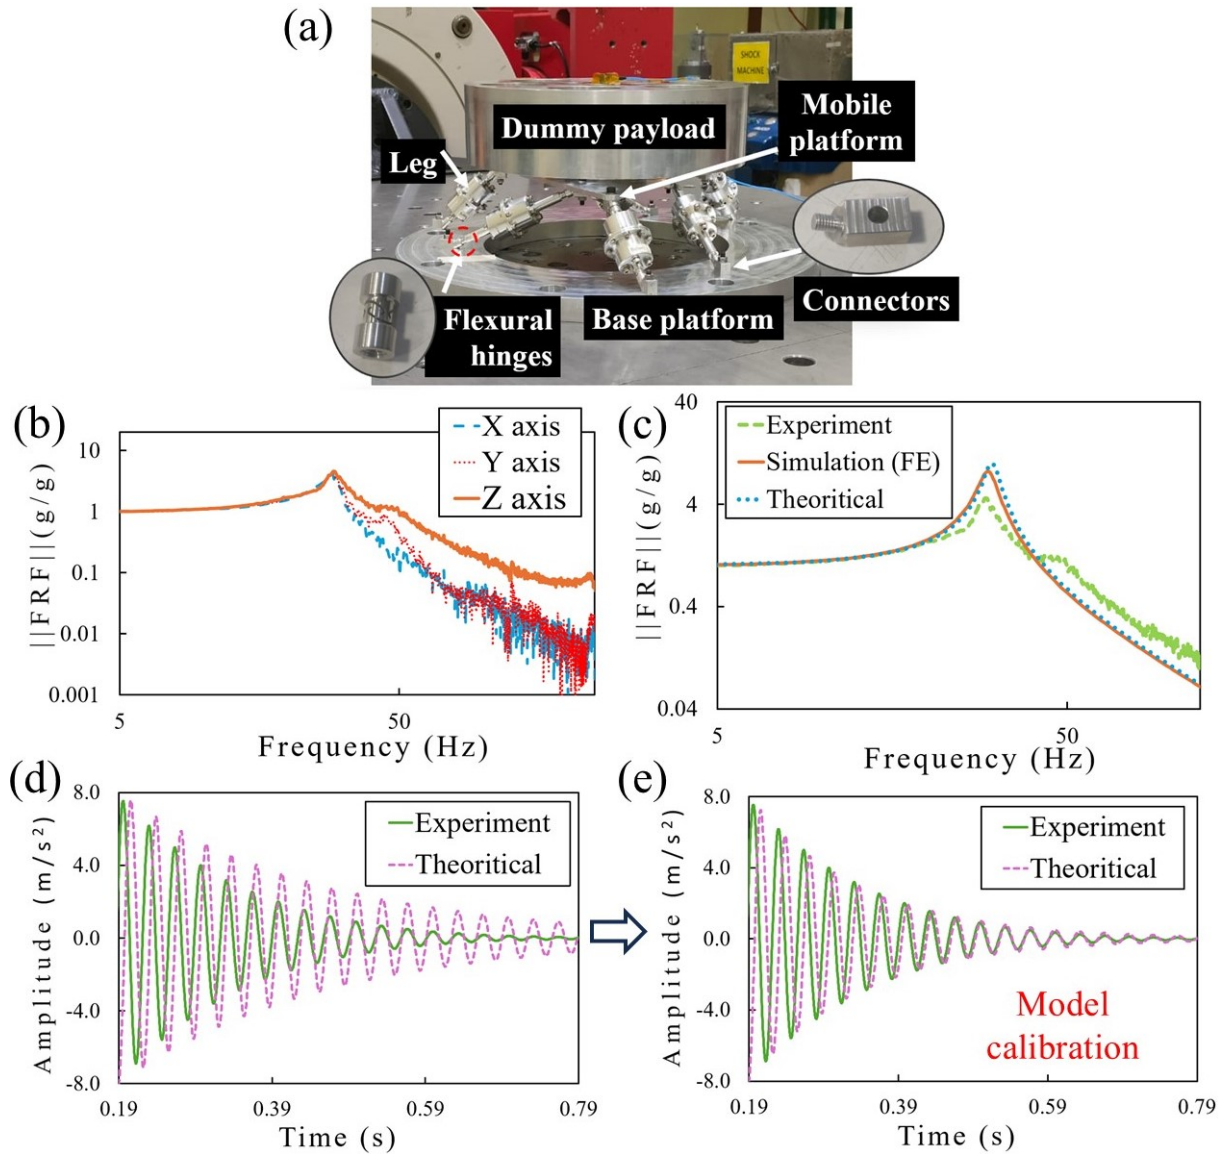 (a)
SHOCK
MACHINE
Dummy payload
Mobile
platform
Leg
Connectors
Flexural
hinges
Base platform
(b)
X axis
Y axis
Z axis
||FRF||(g/g)
10
1
0.1
0.01
0.001
5
50
Frequency (Hz)
(c)
Experiment
Simulation (FE)
Theoritical
||FRF||(g/g)
40
4
0.4
0.04
5
50
Frequency (Hz)
(d)
Experiment
Theoritical
Amplitude (m/s²)
8.0
4.0
0.0
-4.0
-8.0
0.19
0.39
0.59
0.79
Time (s)
(e)
Experiment
Theoritical
Amplitude (m/s²)
8.0
4.0
0.0
-4.0
-8.0
Model
calibration
0.19
0.39
0.59
0.79
Time (s)